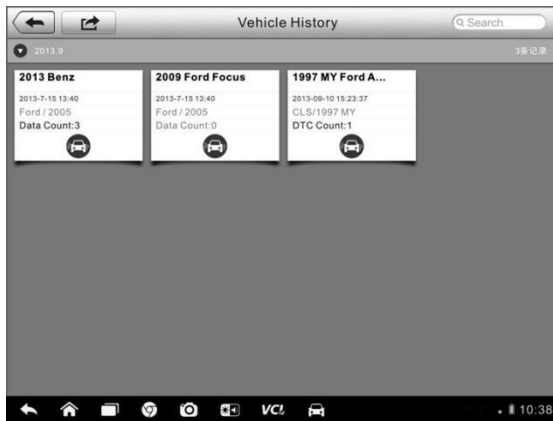 Vehicle History
Search
2013.9
3条记录
2013 Benz
2013-7-15 13:40
Ford / 2005
Data Count:3
2009 Ford Focus
2013-7-15 13:40
Ford / 2005
Data Count:0
1997 MY Ford A...
2013-09-10 15:23:37
CLS/1997 MY
DTC Count:1
VCI
10:38